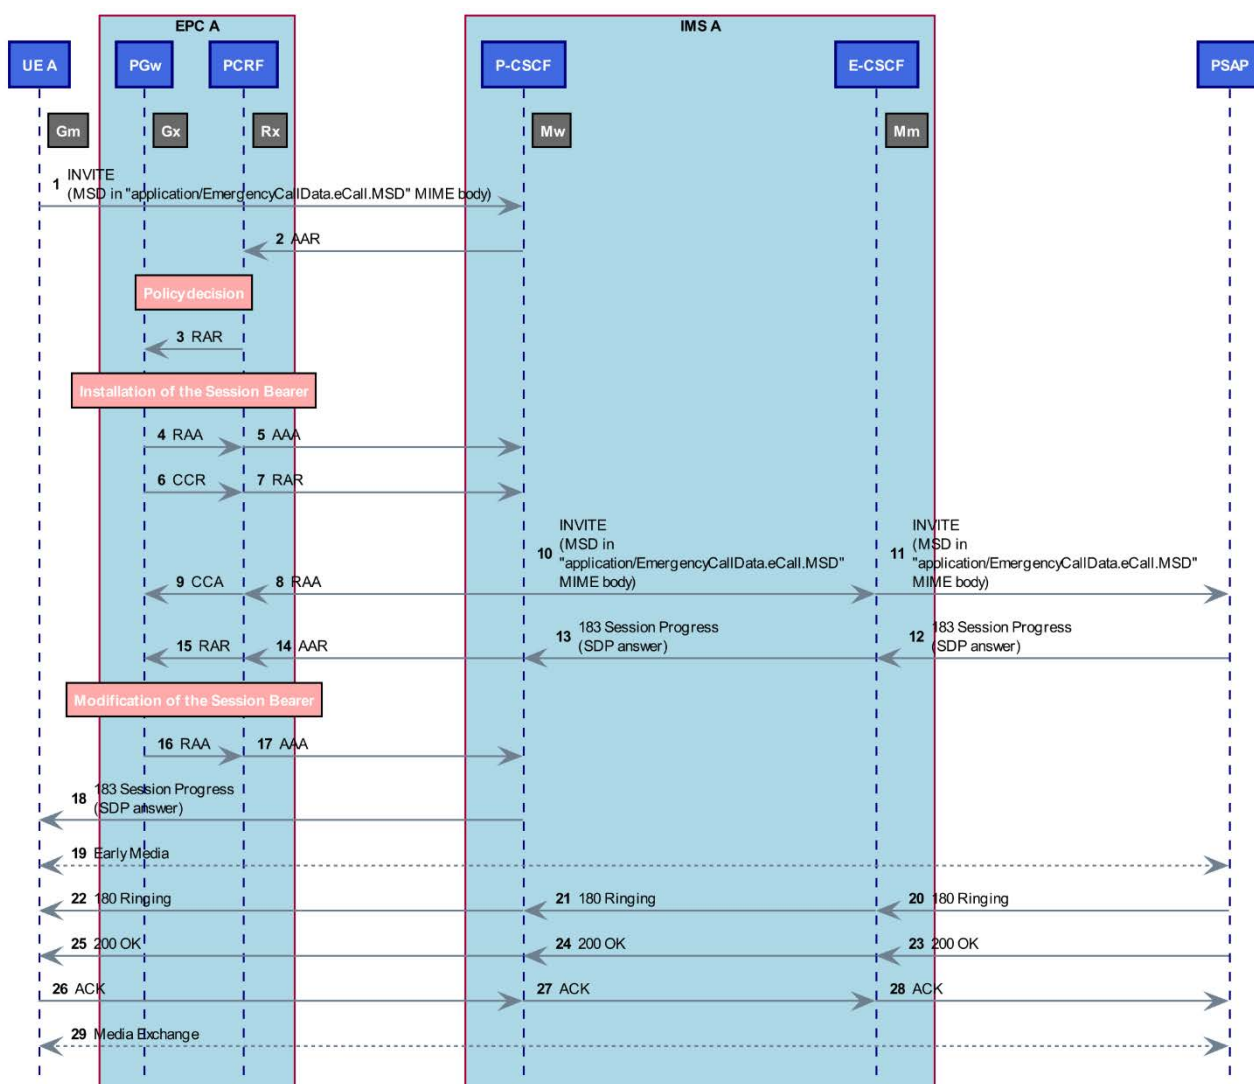 EPC A
IMS A
UE A
PGw
PCRF
P-CSCF
E-CSCF
PSAP
Gm
Gx
Rx
Mw
Mm
1 INVITE
(MSD in "application/EmergencyCallData.eCall.MSD" MIME body)
2 AAR
Policy decision
3 RAR
Installation of the Session Bearer
4 RAA
5 AAA
6 CCR
7 RAR
9 CCA
8 RAA
10 INVITE
(MSD in
"application/EmergencyCallData.eCall.MSD"
MIME body)
11 INVITE
(MSD in
"application/EmergencyCallData.eCall.MSD"
MIME body)
15 RAR
14 AAR
13 183 Session Progress
(SDP answer)
12 183 Session Progress
(SDP answer)
Modification of the Session Bearer
16 RAA
17 AAA
18 183 Session Progress
(SDP answer)
19 Early Media
22 180 Ringing
21 180 Ringing
20 180 Ringing
25 200 OK
24 200 OK
23 200 OK
26 ACK
27 ACK
28 ACK
29 Media Exchange